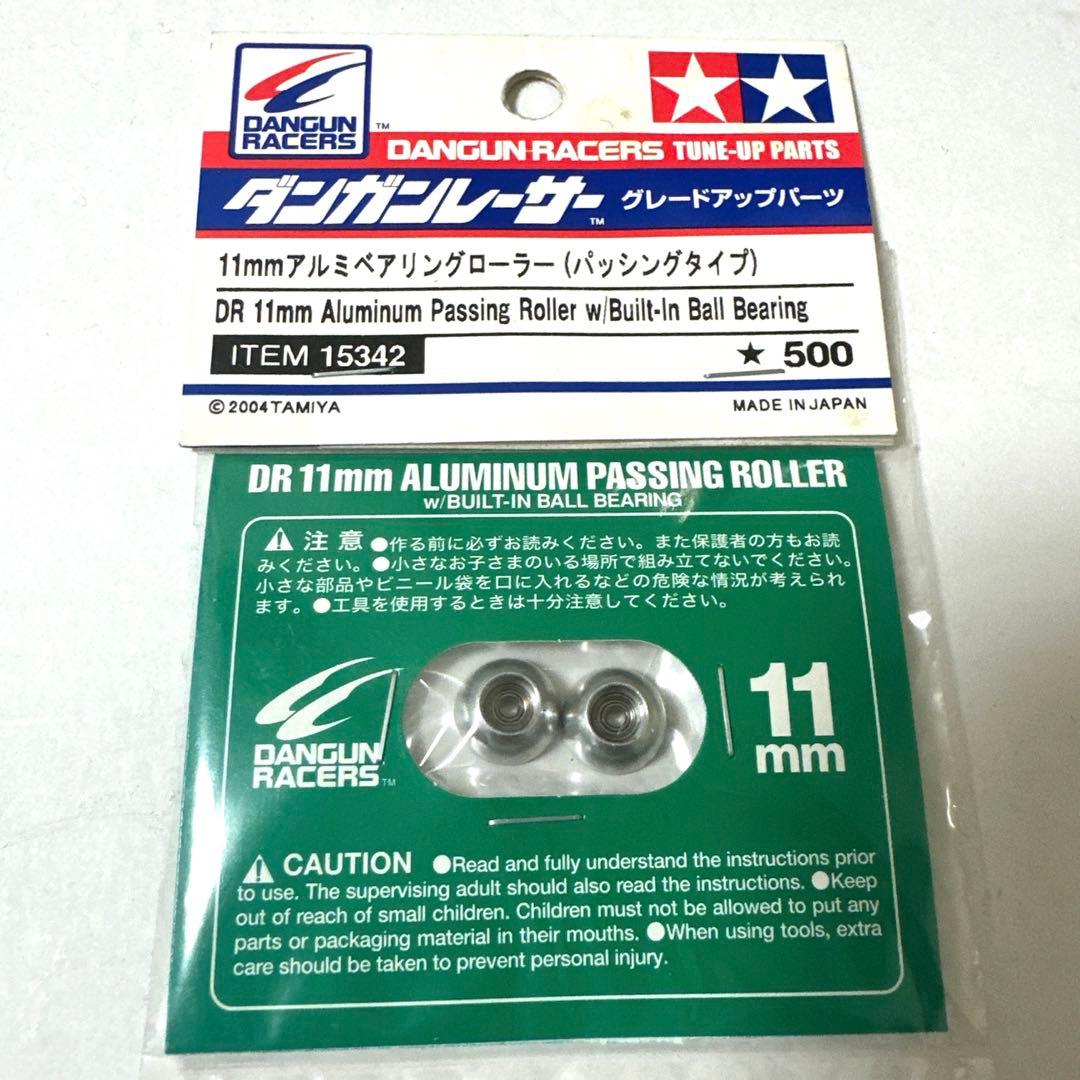 DANGUN
RACERS TM
DANGUN RACERS TUNE-UP PARTS
ダンガンレーサー TM グレードアップパーツ
11mmアルミベアリングローラー(パッシングタイプ)
DR 11mm Aluminum Passing Roller w/Built-In Ball Bearing
ITEM 15342 ★ 500
©2004 TAMIYA MADE IN JAPAN
DR 11mm ALUMINUM PASSING ROLLER
w/BUILT-IN BALL BEARING
注意 ●作る前に必ずお読みください。また保護者の方もお読
みください。●小さなお子さまのいる場所で組み立てないでください。
小さな部品やビニール袋を口に入れるなどの危険な情況が考えられ
ます。●工具を使用するときは十分注意してください。
DANGUN
RACERS TM
11
mm
CAUTION ●Read and fully understand the instructions prior
to use. The supervising adult should also read the instructions. ●Keep
out of reach of small children. Children must not be allowed to put any
parts or packaging material in their mouths. ●When using tools, extra
care should be taken to prevent personal injury.